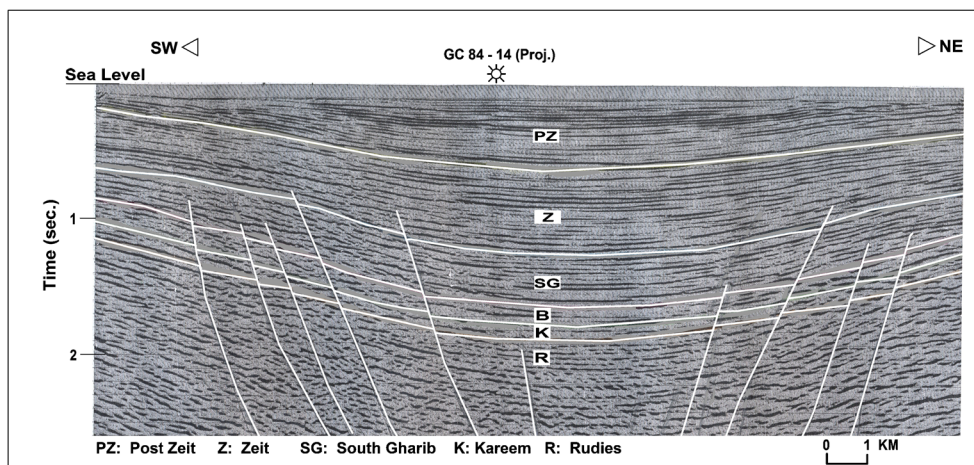 SW NE
GC 84 - 14 (Proj.)
Sea Level
PZ
Time (sec.)
1
Z
SG
B
K
R
2
PZ: Post Zeit Z: Zeit SG: South Gharib K: Kareem R: Rudies
0 1 KM